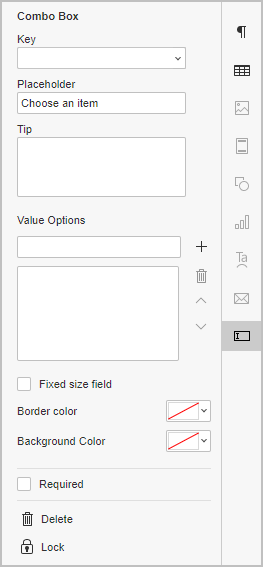 Combo Box
Key
Placeholder
Choose an item
Tip
Value Options
Fixed size field
Border color
Background Color
Required
Delete
Lock
Ta